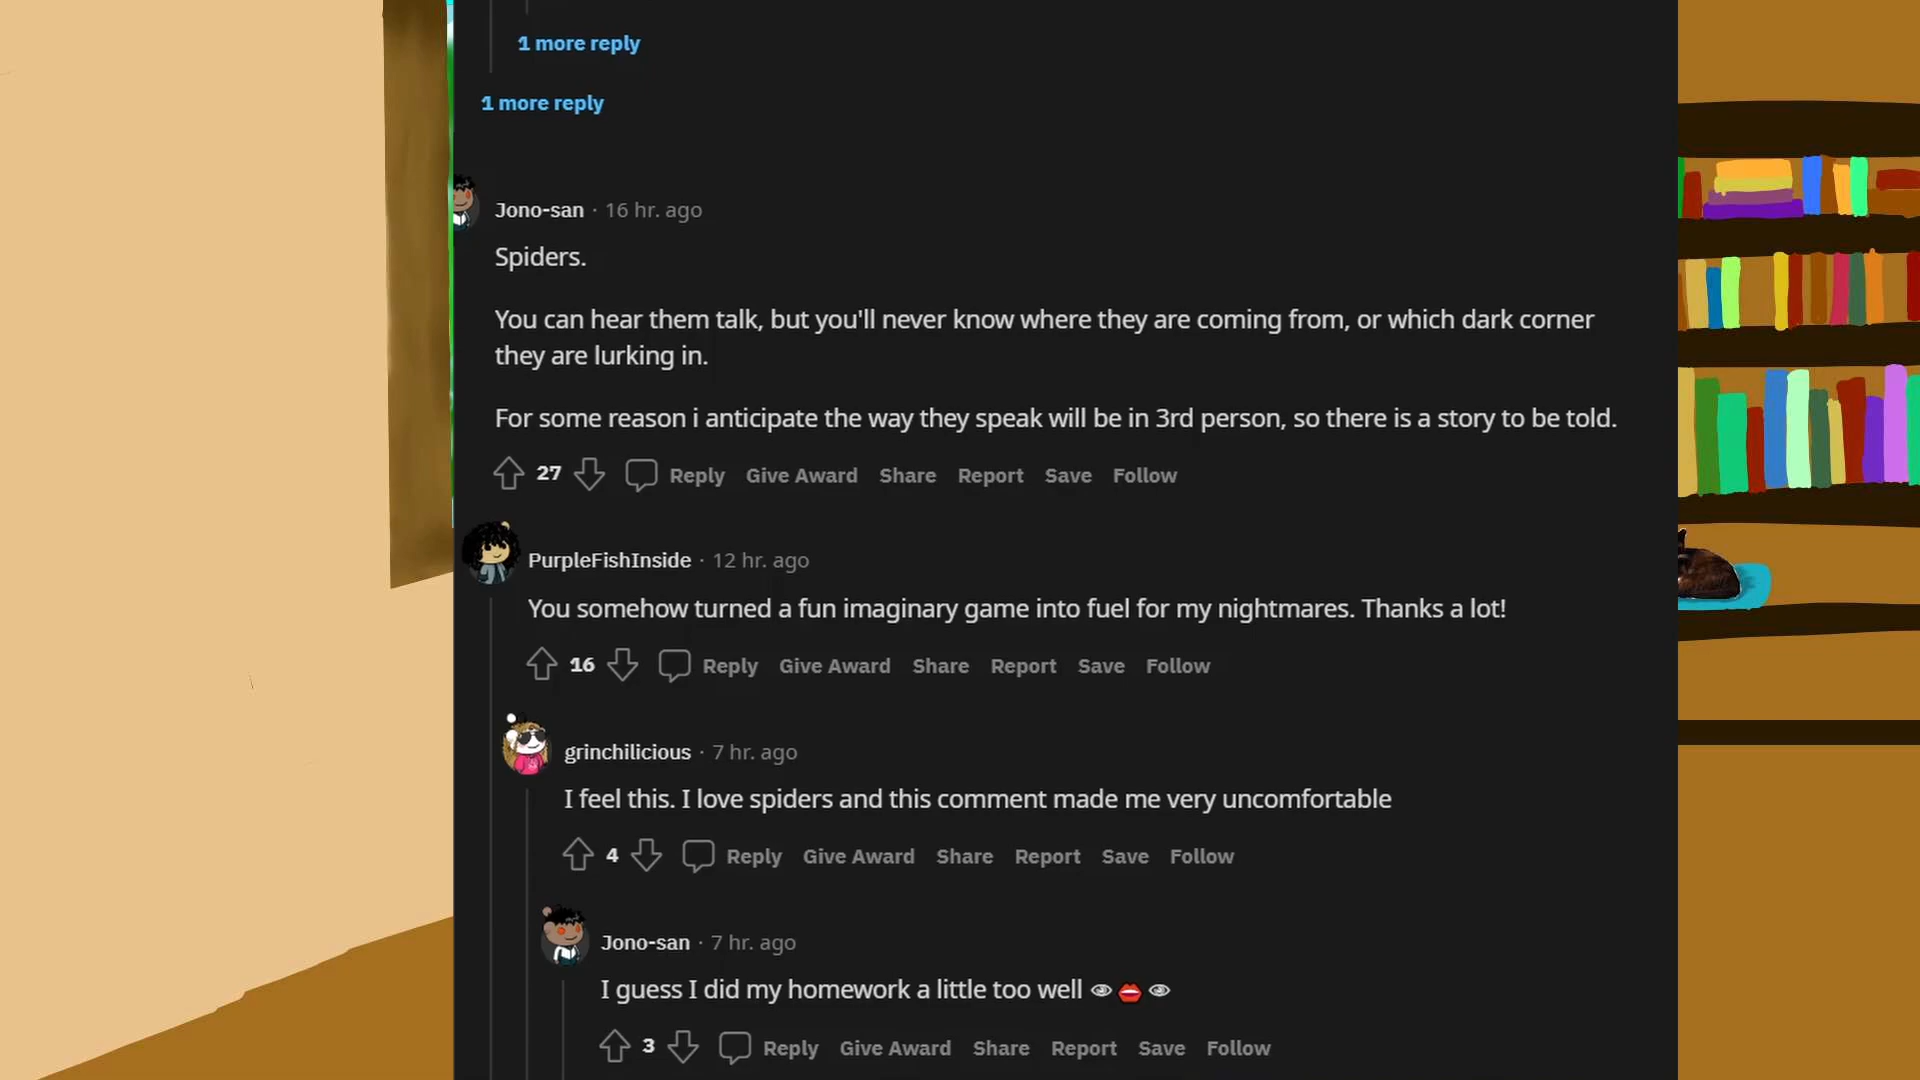 1 more reply
1 more reply
Jono-san · 16 hr. ago
Spiders.
You can hear them talk, but you'll never know where they are coming from, or which dark corner
they are lurking in.
For some reason i anticipate the way they speak will be in 3rd person, so there is a story to be told.
27 Reply Give Award Share Report Save Follow
PurpleFishInside · 12 hr. ago
You somehow turned a fun imaginary game into fuel for my nightmares. Thanks a lot!
16 Reply Give Award Share Report Save Follow
grinchilicious · 7 hr. ago
I feel this. I love spiders and this comment made me very uncomfortable
4 Reply Give Award Share Report Save Follow
Jono-san · 7 hr. ago
I guess I did my homework a little too well 👁️👄👁️
3 Reply Give Award Share Report Save Follow